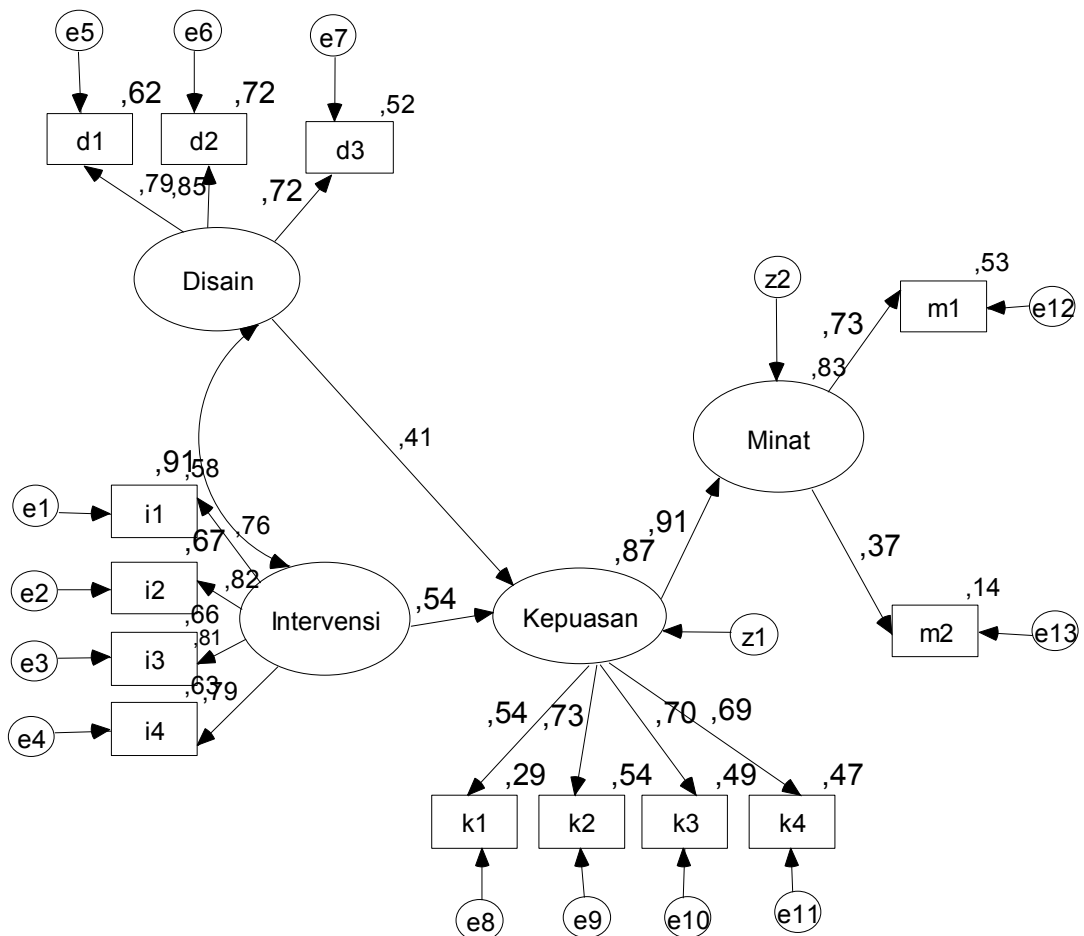 e5
e6
e7
,62
,72
,52
d1
d2
d3
,79
,85
,72
Disain
z2
,53
m1
e12
,73
,83
Minat
,41
,91
,58
e1
i1
,67
,76
,91
,87
,37
e2
i2
,82
,66
Intervensi
,54
Kepuasan
,14
m2
e13
z1
e3
i3
,81
,63
,79
e4
i4
,54
,73
,70
,69
,29
,54
,49
,47
k1
k2
k3
k4
e8
e9
e10
e11